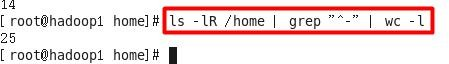 14
[root@hadoop1 home]# ls -lR /home | grep "^-" | wc -l
25
[root@hadoop1 home]#